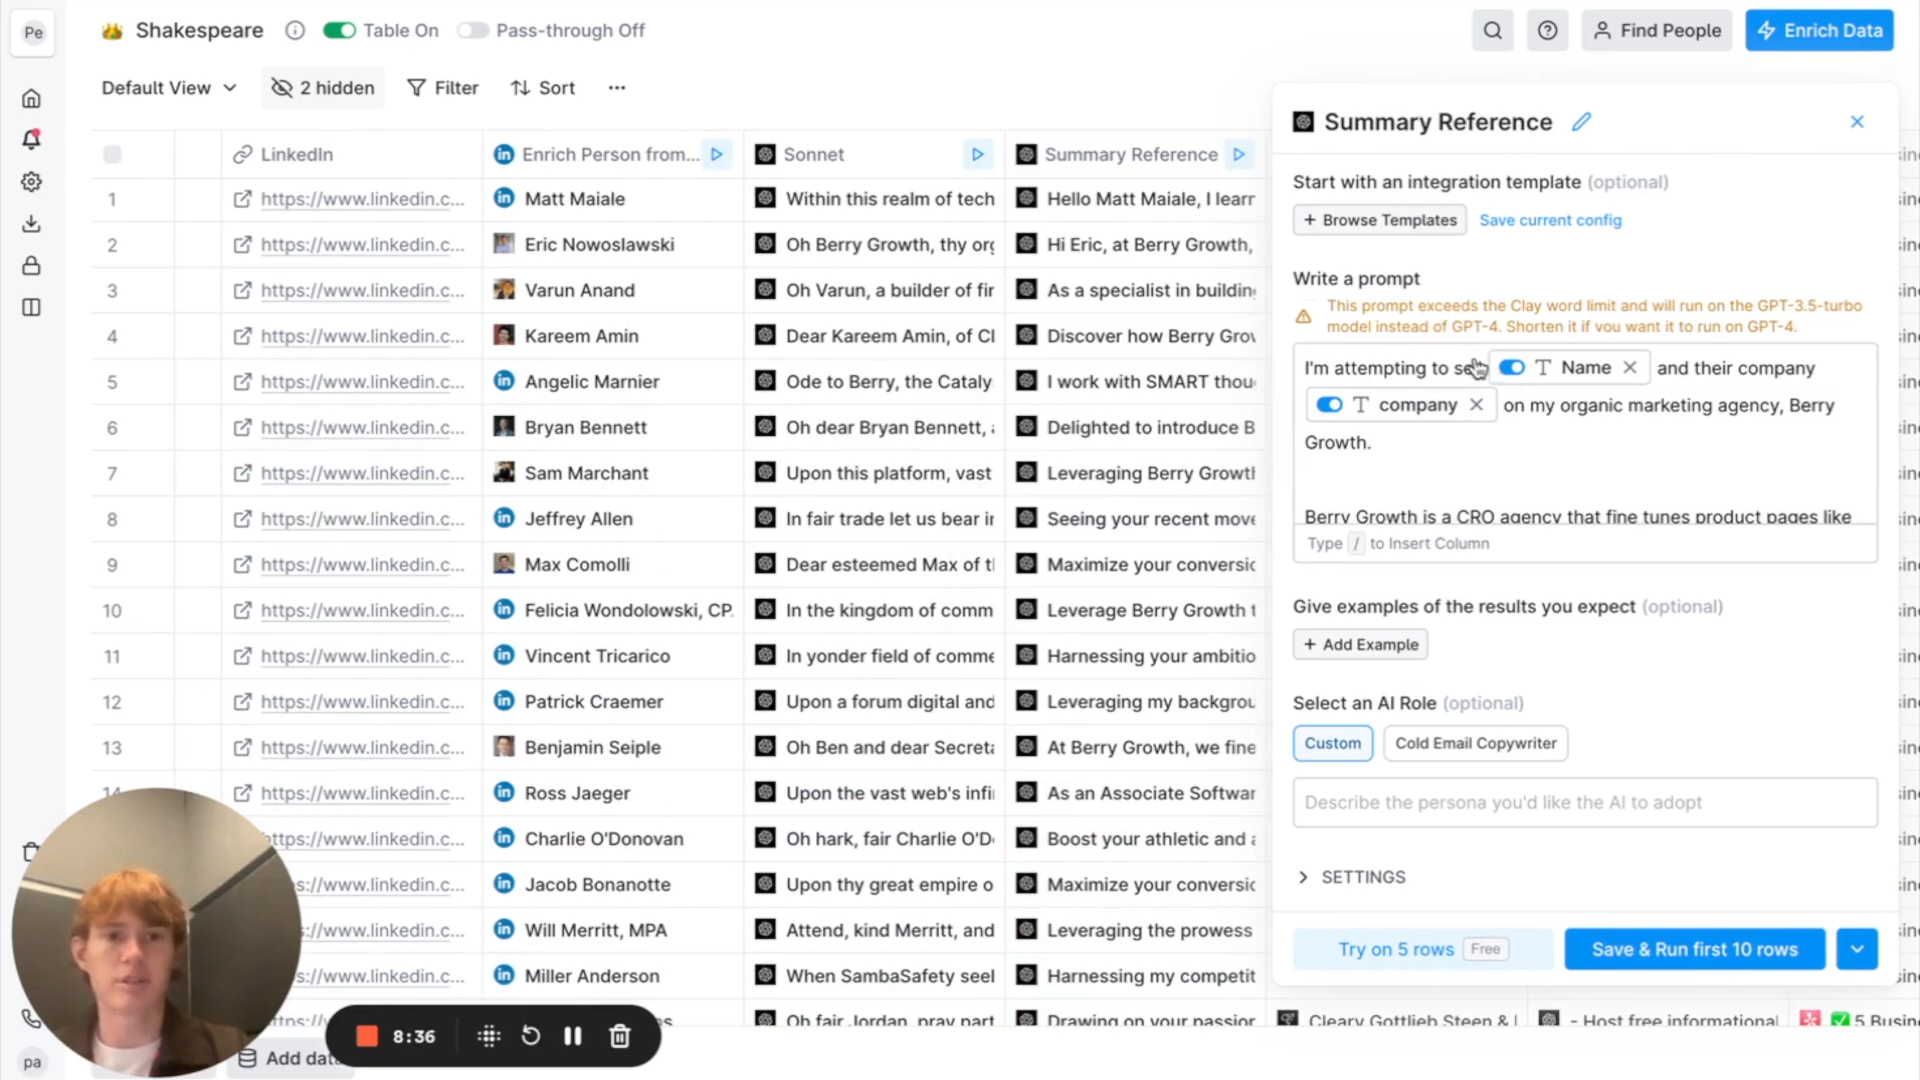 Pe
Shakespeare
Table On
Pass-through Off
Find People
Enrich Data
Default View
2 hidden
Filter
Sort
LinkedIn
Enrich Person from...
Sonnet
Summary Reference
1 https://www.linkedin.c... Matt Maiale Within this realm of tech Hello Matt Maiale, I learn
2 https://www.linkedin.c... Eric Nowoslawski Oh Berry Growth, thy org Hi Eric, at Berry Growth,
3 https://www.linkedin.c... Varun Anand Oh Varun, a builder of fir As a specialist in building
4 https://www.linkedin.c... Kareem Amin Dear Kareem Amin, of Cl Discover how Berry Grov
5 https://www.linkedin.c... Angelic Marnier Ode to Berry, the Cataly I work with SMART thou
6 https://www.linkedin.c... Bryan Bennett Oh dear Bryan Bennett, Delighted to introduce B
7 https://www.linkedin.c... Sam Marchant Upon this platform, vast Leveraging Berry Growth
8 https://www.linkedin.c... Jeffrey Allen In fair trade let us bear in Seeing your recent move
9 https://www.linkedin.c... Max Comolli Dear esteemed Max of tl Maximize your conversic
10 https://www.linkedin.c... Felicia Wondolowski, CP. In the kingdom of comm Leverage Berry Growth t
11 https://www.linkedin.c... Vincent Tricarico In yonder field of comme Harnessing your ambitio
12 https://www.linkedin.c... Patrick Craemer Upon a forum digital and Leveraging my backgrou
13 https://www.linkedin.c... Benjamin Seiple Oh Ben and dear Secreta At Berry Growth, we fine
14 https://www.linkedin.c... Ross Jaeger Upon the vast web's infi As an Associate Softwar
ttps://www.linkedin.c... Charlie O'Donovan Oh hark, fair Charlie O'D Boost your athletic and a
s://www.linkedin.c... Jacob Bonanotte Upon thy great empire o Maximize your conversic
s://www.linkedin.c... Will Merritt, MPA Attend, kind Merritt, and Leveraging the prowess
s://www.linkedin.c... Miller Anderson When SambaSafety seel Harnessing my competit
Oh fair Jordan, pray part Drawing on your passion Cleary Gottlieb Steen & - Host free informational 5 Busin
8:36
pa
Add data
Summary Reference
Start with an integration template (optional)
+ Browse Templates
Save current config
Write a prompt
This prompt exceeds the Clay word limit and will run on the GPT-3.5-turbo
model instead of GPT-4. Shorten it if you want it to run on GPT-4.
I'm attempting to Name and their company
company on my organic marketing agency, Berry
Growth.
Berry Growth is a CRO agency that fine tunes product pages like
Type / to Insert Column
Give examples of the results you expect (optional)
+ Add Example
Select an AI Role (optional)
Custom
Cold Email Copywriter
Describe the persona you'd like the AI to adopt
SETTINGS
Try on 5 rows Free
Save & Run first 10 rows